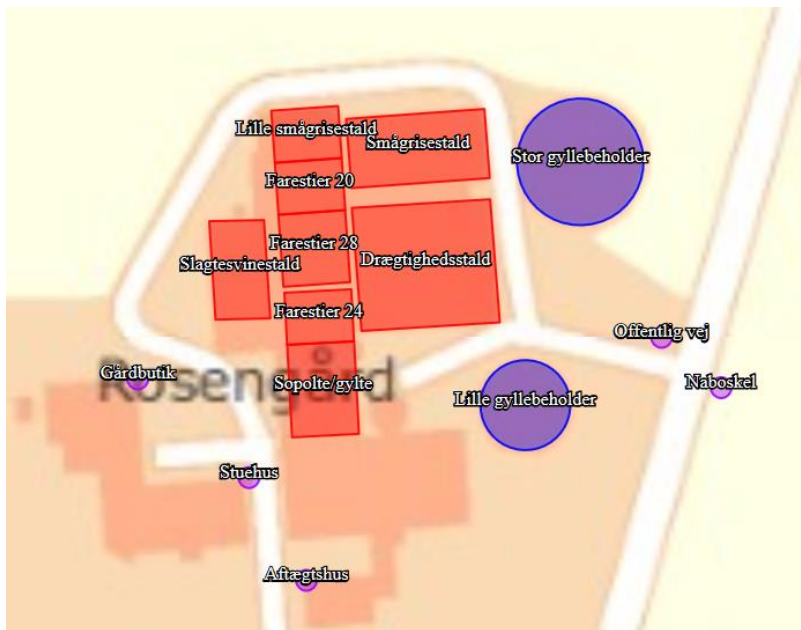 Lille smågrisestald
Smågrisestald
Stor gyllebeholder
Farestier 20
Farestier 28
Slagtesvinestald
Drægtighedsstald
Farestier 24
Offentlig vej
Gårdbutik
Rosengård
Sopolte/gylte
Naboskel
Lille gyllebeholder
Stuehus
Aftægtshus